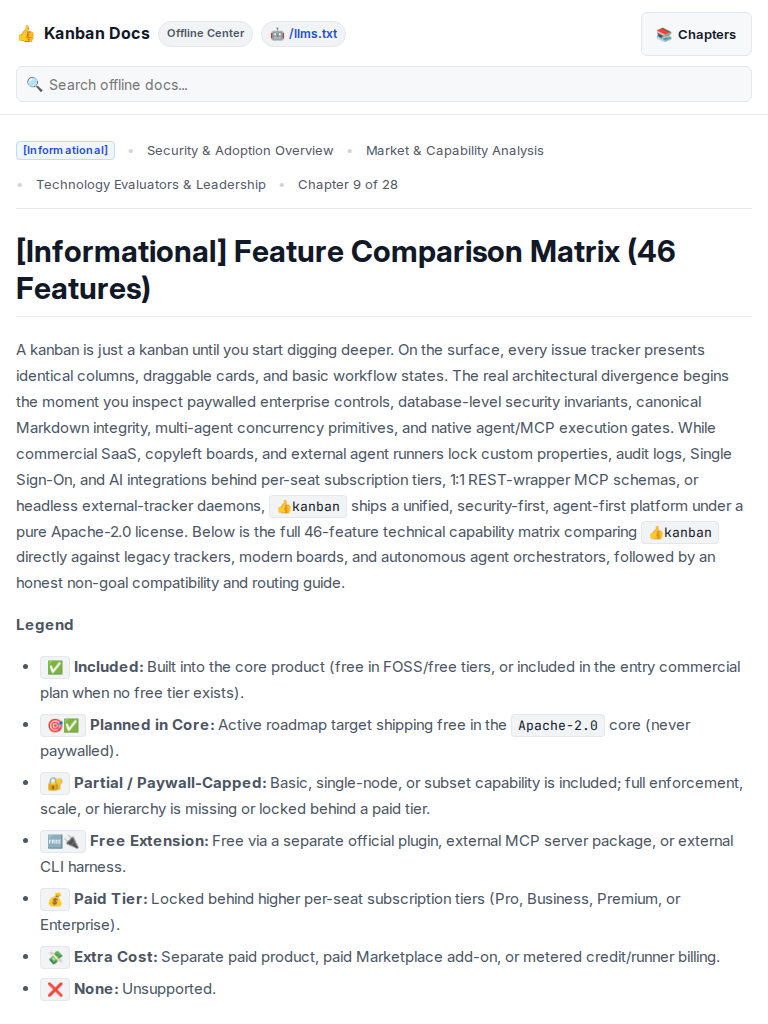 👍 Kanban Docs Offline Center 🤖 /llms.txt 📚 Chapters
🔍 Search offline docs...
[Informational] • Security & Adoption Overview • Market & Capability Analysis
• Technology Evaluators & Leadership • Chapter 9 of 28
[Informational] Feature Comparison Matrix (46
Features)
A kanban is just a kanban until you start digging deeper. On the surface, every issue tracker presents
identical columns, draggable cards, and basic workflow states. The real architectural divergence begins
the moment you inspect paywalled enterprise controls, database-level security invariants, canonical
Markdown integrity, multi-agent concurrency primitives, and native agent/MCP execution gates. While
commercial SaaS, copyleft boards, and external agent runners lock custom properties, audit logs, Single
Sign-On, and AI integrations behind per-seat subscription tiers, 1:1 REST-wrapper MCP schemas, or
headless external-tracker daemons, 👍kanban ships a unified, security-first, agent-first platform under a
pure Apache-2.0 license. Below is the full 46-feature technical capability matrix comparing 👍kanban
directly against legacy trackers, modern boards, and autonomous agent orchestrators, followed by an
honest non-goal compatibility and routing guide.
Legend
• ✅ Included: Built into the core product (free in FOSS/free tiers, or included in the entry commercial
plan when no free tier exists).
• 🎯✅ Planned in Core: Active roadmap target shipping free in the Apache-2.0 core (never
paywalled).
• 🔐 Partial / Paywall-Capped: Basic, single-node, or subset capability is included; full enforcement,
scale, or hierarchy is missing or locked behind a paid tier.
• 🆓🔌 Free Extension: Free via a separate official plugin, external MCP server package, or external
CLI harness.
• 💰 Paid Tier: Locked behind higher per-seat subscription tiers (Pro, Business, Premium, or
Enterprise).
• 💸 Extra Cost: Separate paid product, paid Marketplace add-on, or metered credit/runner billing.
• ❌ None: Unsupported.